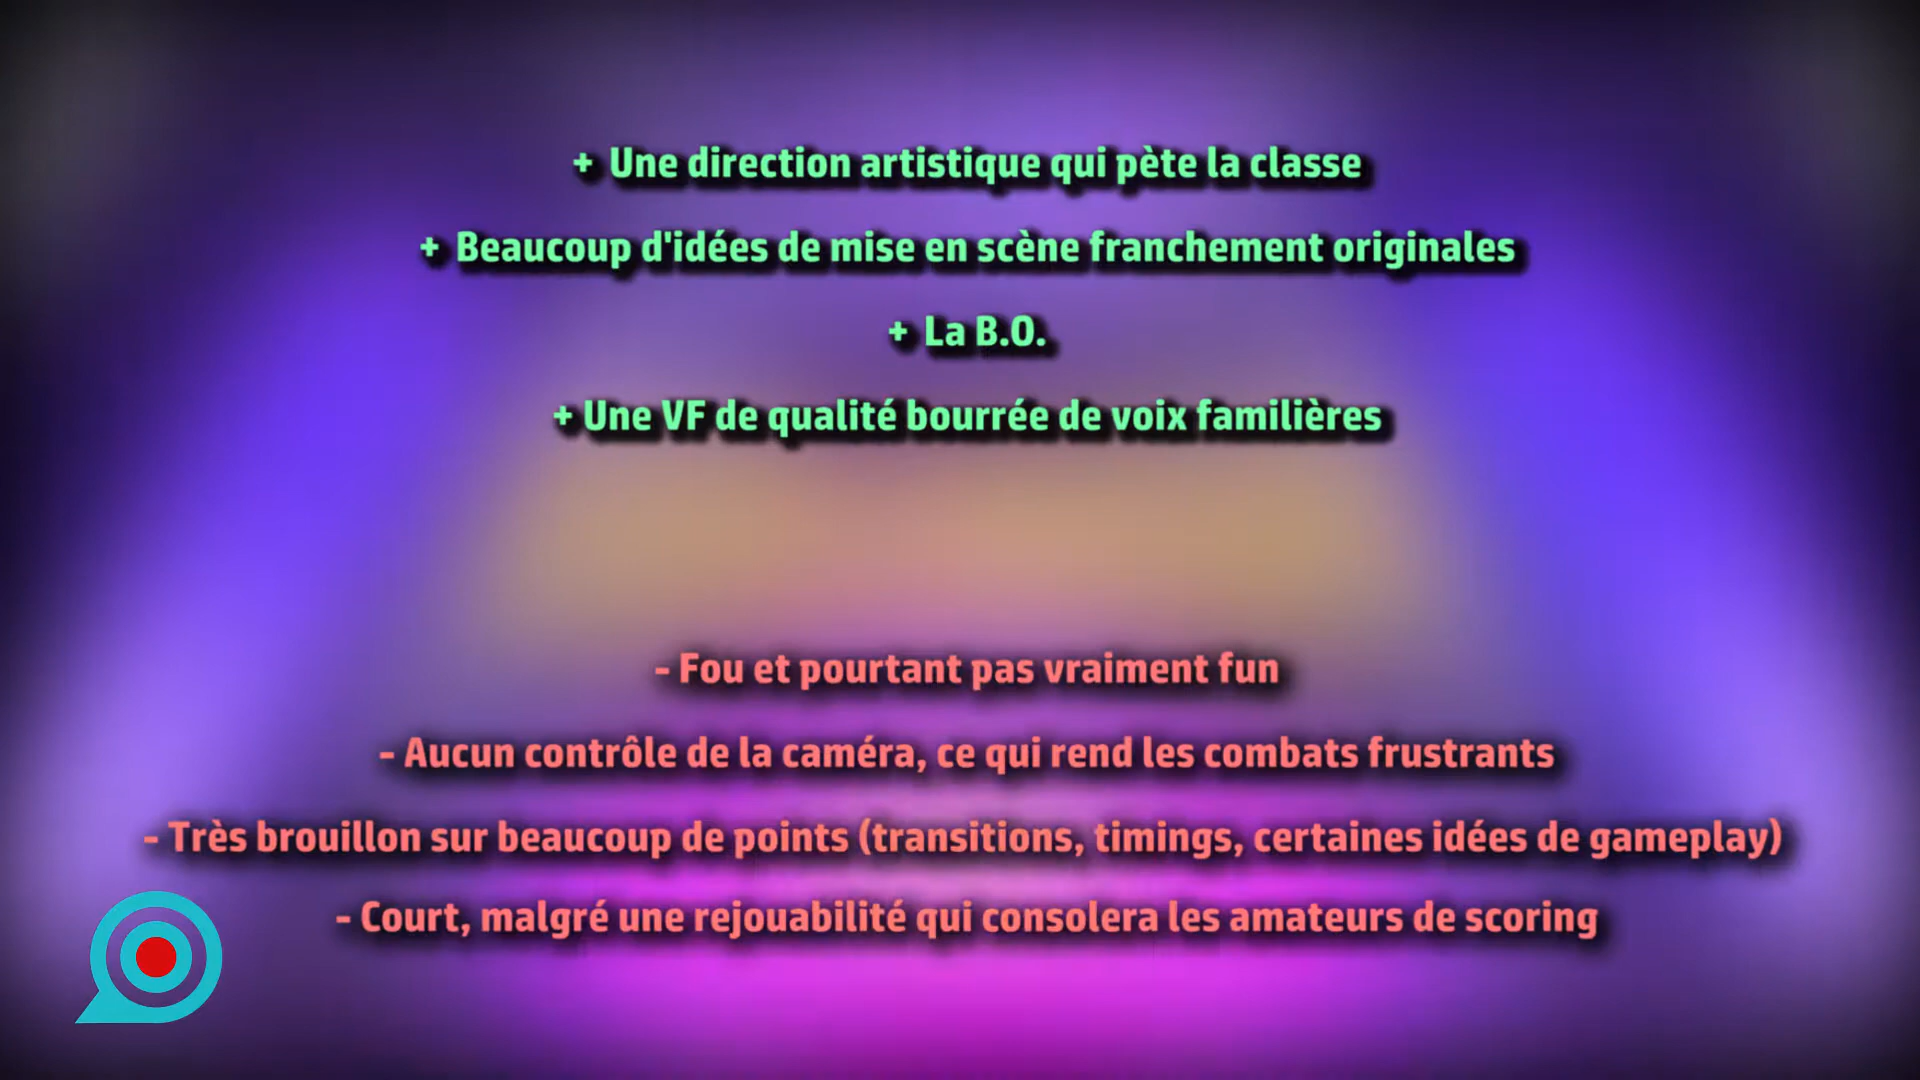 + Une direction artistique qui pète la classe
+ Beaucoup d'idées de mise en scène franchement originales
+ La B.O.
+ Une VF de qualité bourrée de voix familières
- Fou et pourtant pas vraiment fun
- Aucun contrôle de la caméra, ce qui rend les combats frustrants
- Très brouillon sur beaucoup de points (transitions, timings, certaines idées de gameplay)
- Court, malgré une rejouabilité qui consolera les amateurs de scoring